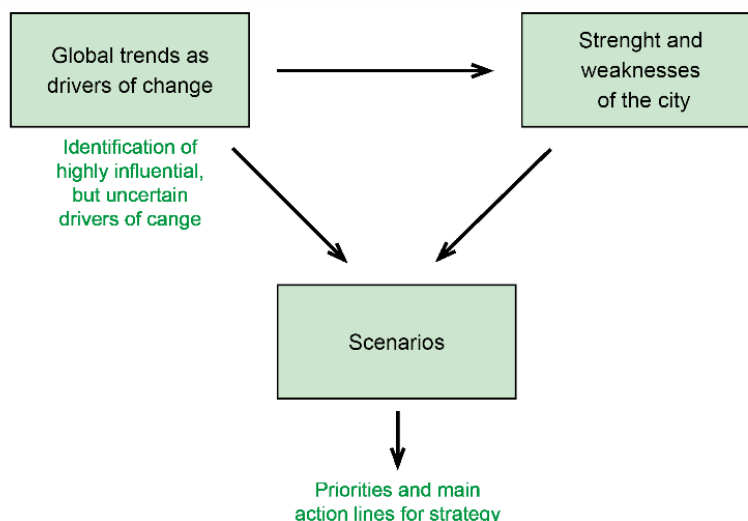 Global trends as
drivers of change
Strenght and
weaknesses
of the city
Identification of
highly influential,
but uncertain
drivers of cange
Scenarios
Priorities and main
action lines for strategy